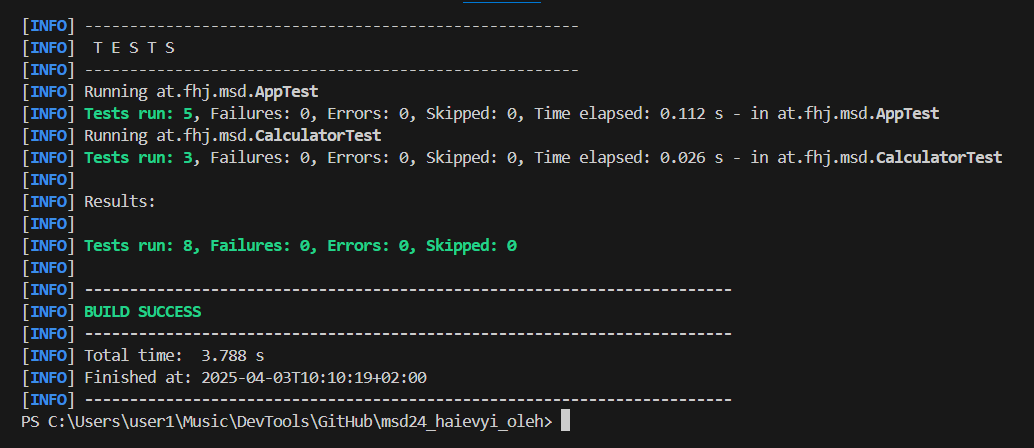 [INFO] -------------------------------------------------------
[INFO]  T E S T S
[INFO] -------------------------------------------------------
[INFO] Running at.fhj.msd.AppTest
[INFO] Tests run: 5, Failures: 0, Errors: 0, Skipped: 0, Time elapsed: 0.112 s - in at.fhj.msd.AppTest
[INFO] Running at.fhj.msd.CalculatorTest
[INFO] Tests run: 3, Failures: 0, Errors: 0, Skipped: 0, Time elapsed: 0.026 s - in at.fhj.msd.CalculatorTest
[INFO]
[INFO] Results:
[INFO]
[INFO] Tests run: 8, Failures: 0, Errors: 0, Skipped: 0
[INFO]
[INFO] ------------------------------------------------------------------------
[INFO] BUILD SUCCESS
[INFO] ------------------------------------------------------------------------
[INFO] Total time:  3.788 s
[INFO] Finished at: 2025-04-03T10:10:19+02:00
[INFO] ------------------------------------------------------------------------
PS C:\Users\user1\Music\DevTools\GitHub\msd24_haievyi_oleh>